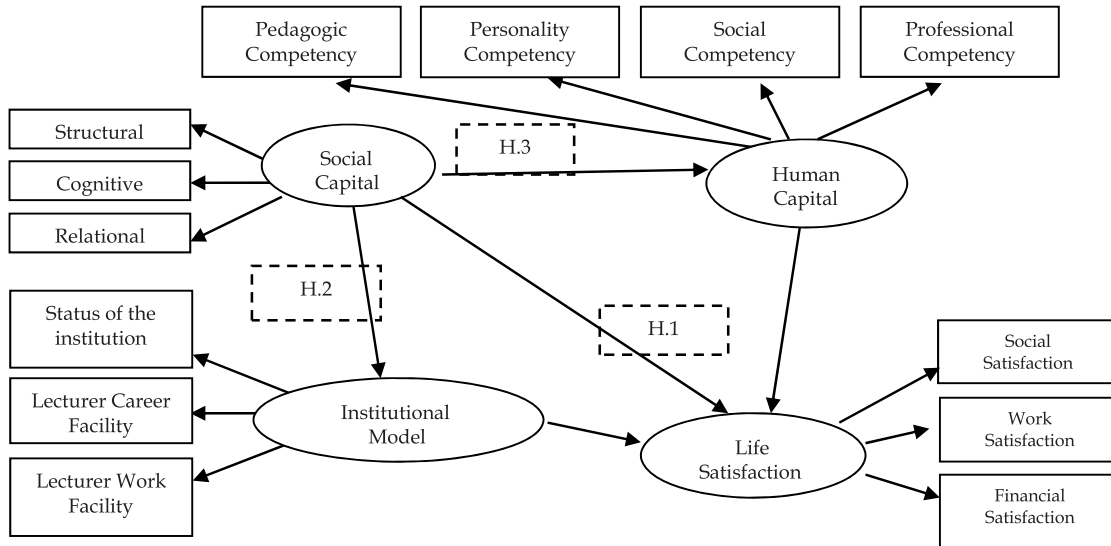 Pedagogic
Competency
Personality
Competency
Social
Competency
Professional
Competency
Structural
Cognitive
Relational
Social
Capital
H.3
Human
Capital
H.2
H.1
Status of the
institution
Lecturer Career
Facility
Lecturer Work
Facility
Institutional
Model
Life
Satisfaction
Social
Satisfaction
Work
Satisfaction
Financial
Satisfaction